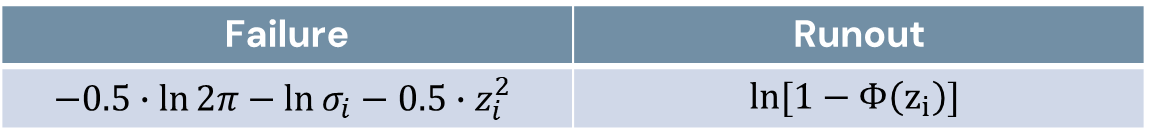 Failure Runout
−0.5 · ln 2π − ln σᵢ − 0.5 · zᵢ² ln[1 − Φ(zᵢ)]